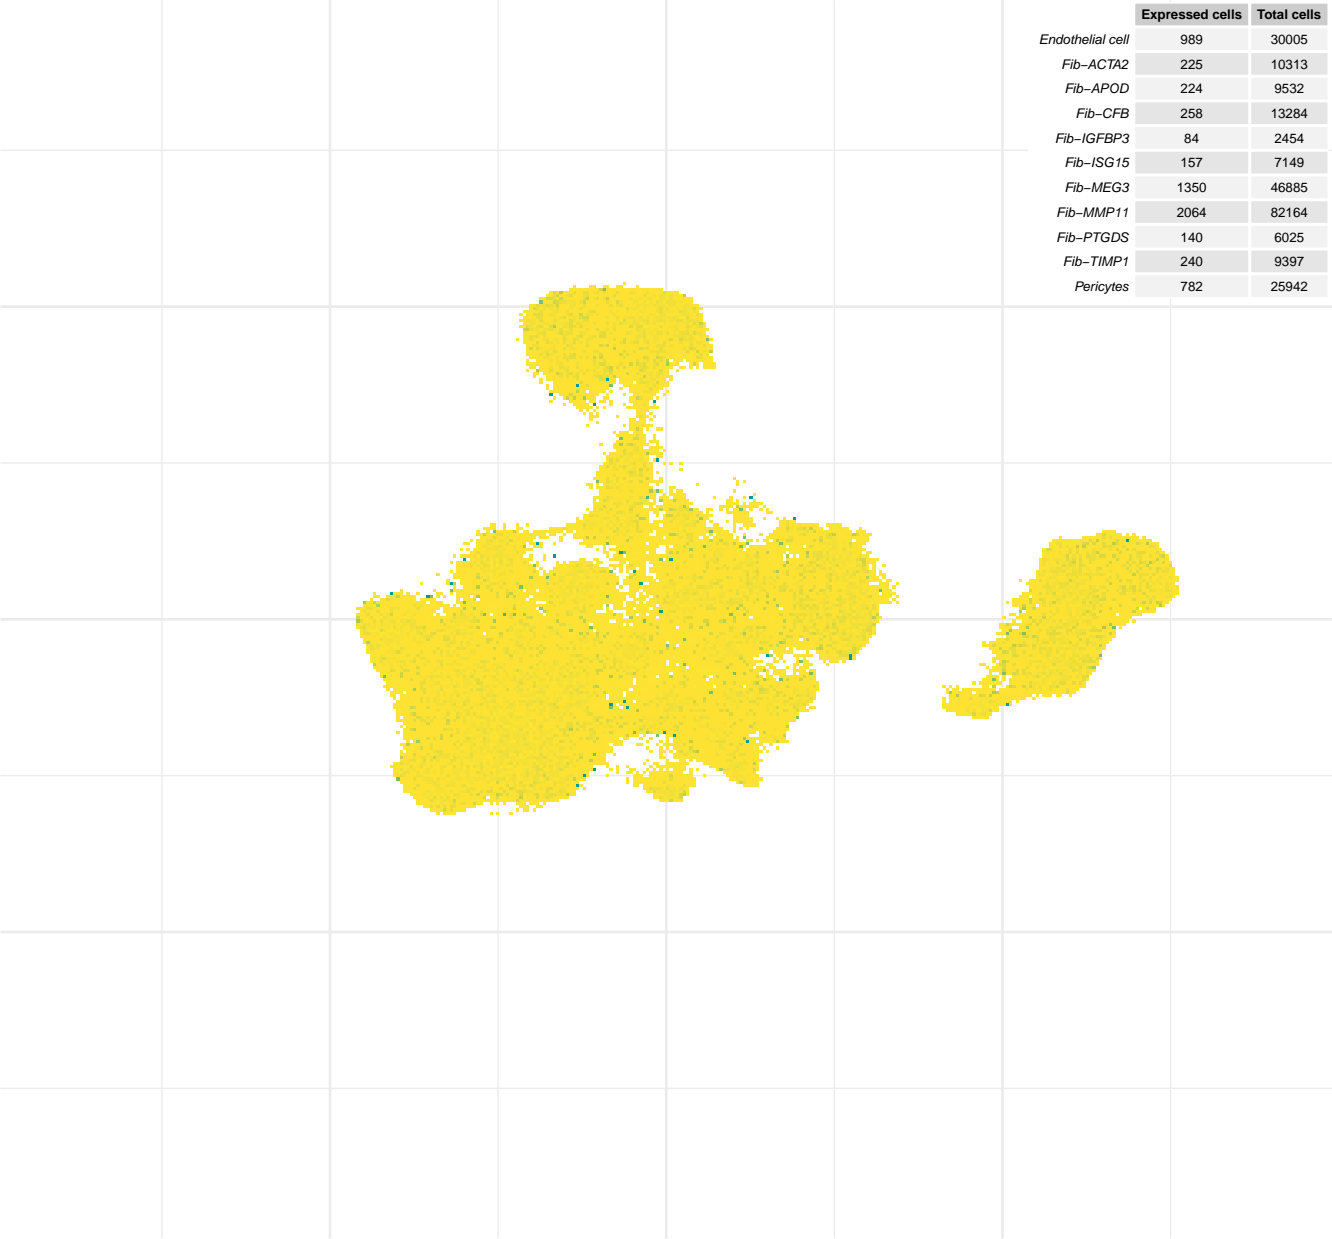 Expressed cells Total cells
Endothelial cell 989 30005
Fib−ACTA2 225 10313
Fib−APOD 224 9532
Fib−CFB 258 13284
Fib−IGFBP3 84 2454
Fib−ISG15 157 7149
Fib−MEG3 1350 46885
Fib−MMP11 2064 82164
Fib−PTGDS 140 6025
Fib−TIMP1 240 9397
Pericytes 782 25942